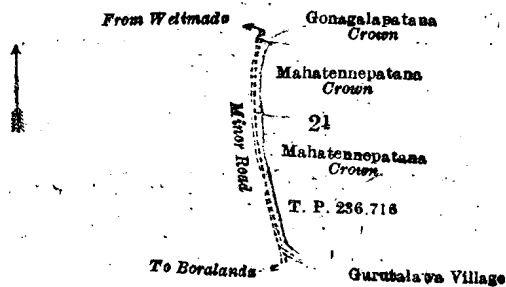 From Welimada
Gonagalapatana
Crown
Mahatennepatana
Crown
Minor Road
21
Mahatennepatana
Crown
T. P. 236,716
To Boralanda
Gurutalawa Village